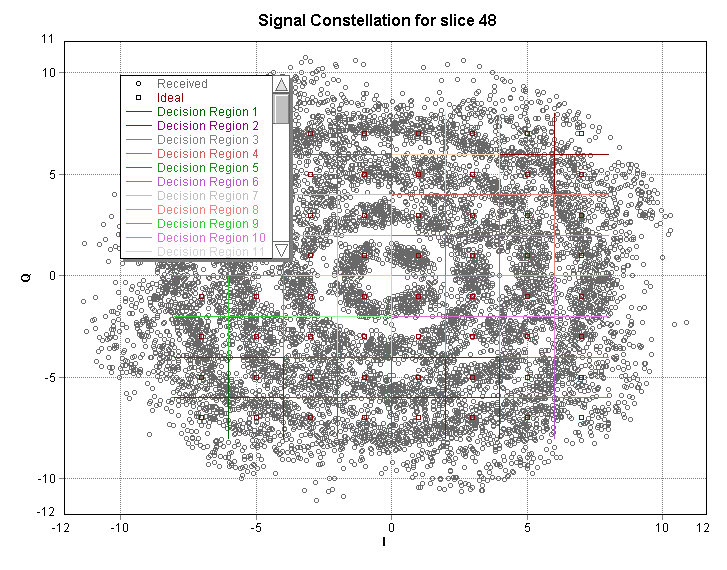 Signal Constellation for slice 48
11
10
5
0
-5
-10
-12
Q
Received
Ideal
Decision Region 1
Decision Region 2
Decision Region 3
Decision Region 4
Decision Region 5
Decision Region 6
Decision Region 7
Decision Region 8
Decision Region 9
Decision Region 10
Decision Region 11
-12 -10 -5 0 5 10 12
I